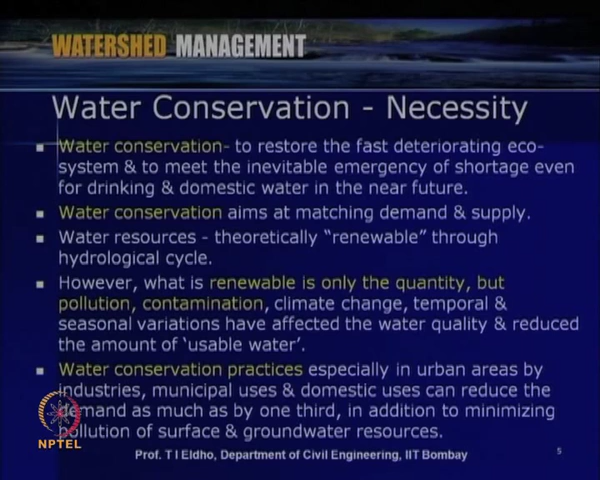 WATERSHED MANAGEMENT
Water Conservation - Necessity
Water conservation- to restore the fast deteriorating eco-
system & to meet the inevitable emergency of shortage even
for drinking & domestic water in the near future.
Water conservation aims at matching demand & supply.
Water resources - theoretically “renewable” through
hydrological cycle.
However, what is renewable is only the quantity, but
pollution, contamination, climate change, temporal &
seasonal variations have affected the water quality & reduced
the amount of ‘usable water’.
Water conservation practices especially in urban areas by
industries, municipal uses & domestic uses can reduce the
demand as much as by one third, in addition to minimizing
pollution of surface & groundwater resources.
NPTEL
Prof. T I Eldho, Department of Civil Engineering, IIT Bombay
5